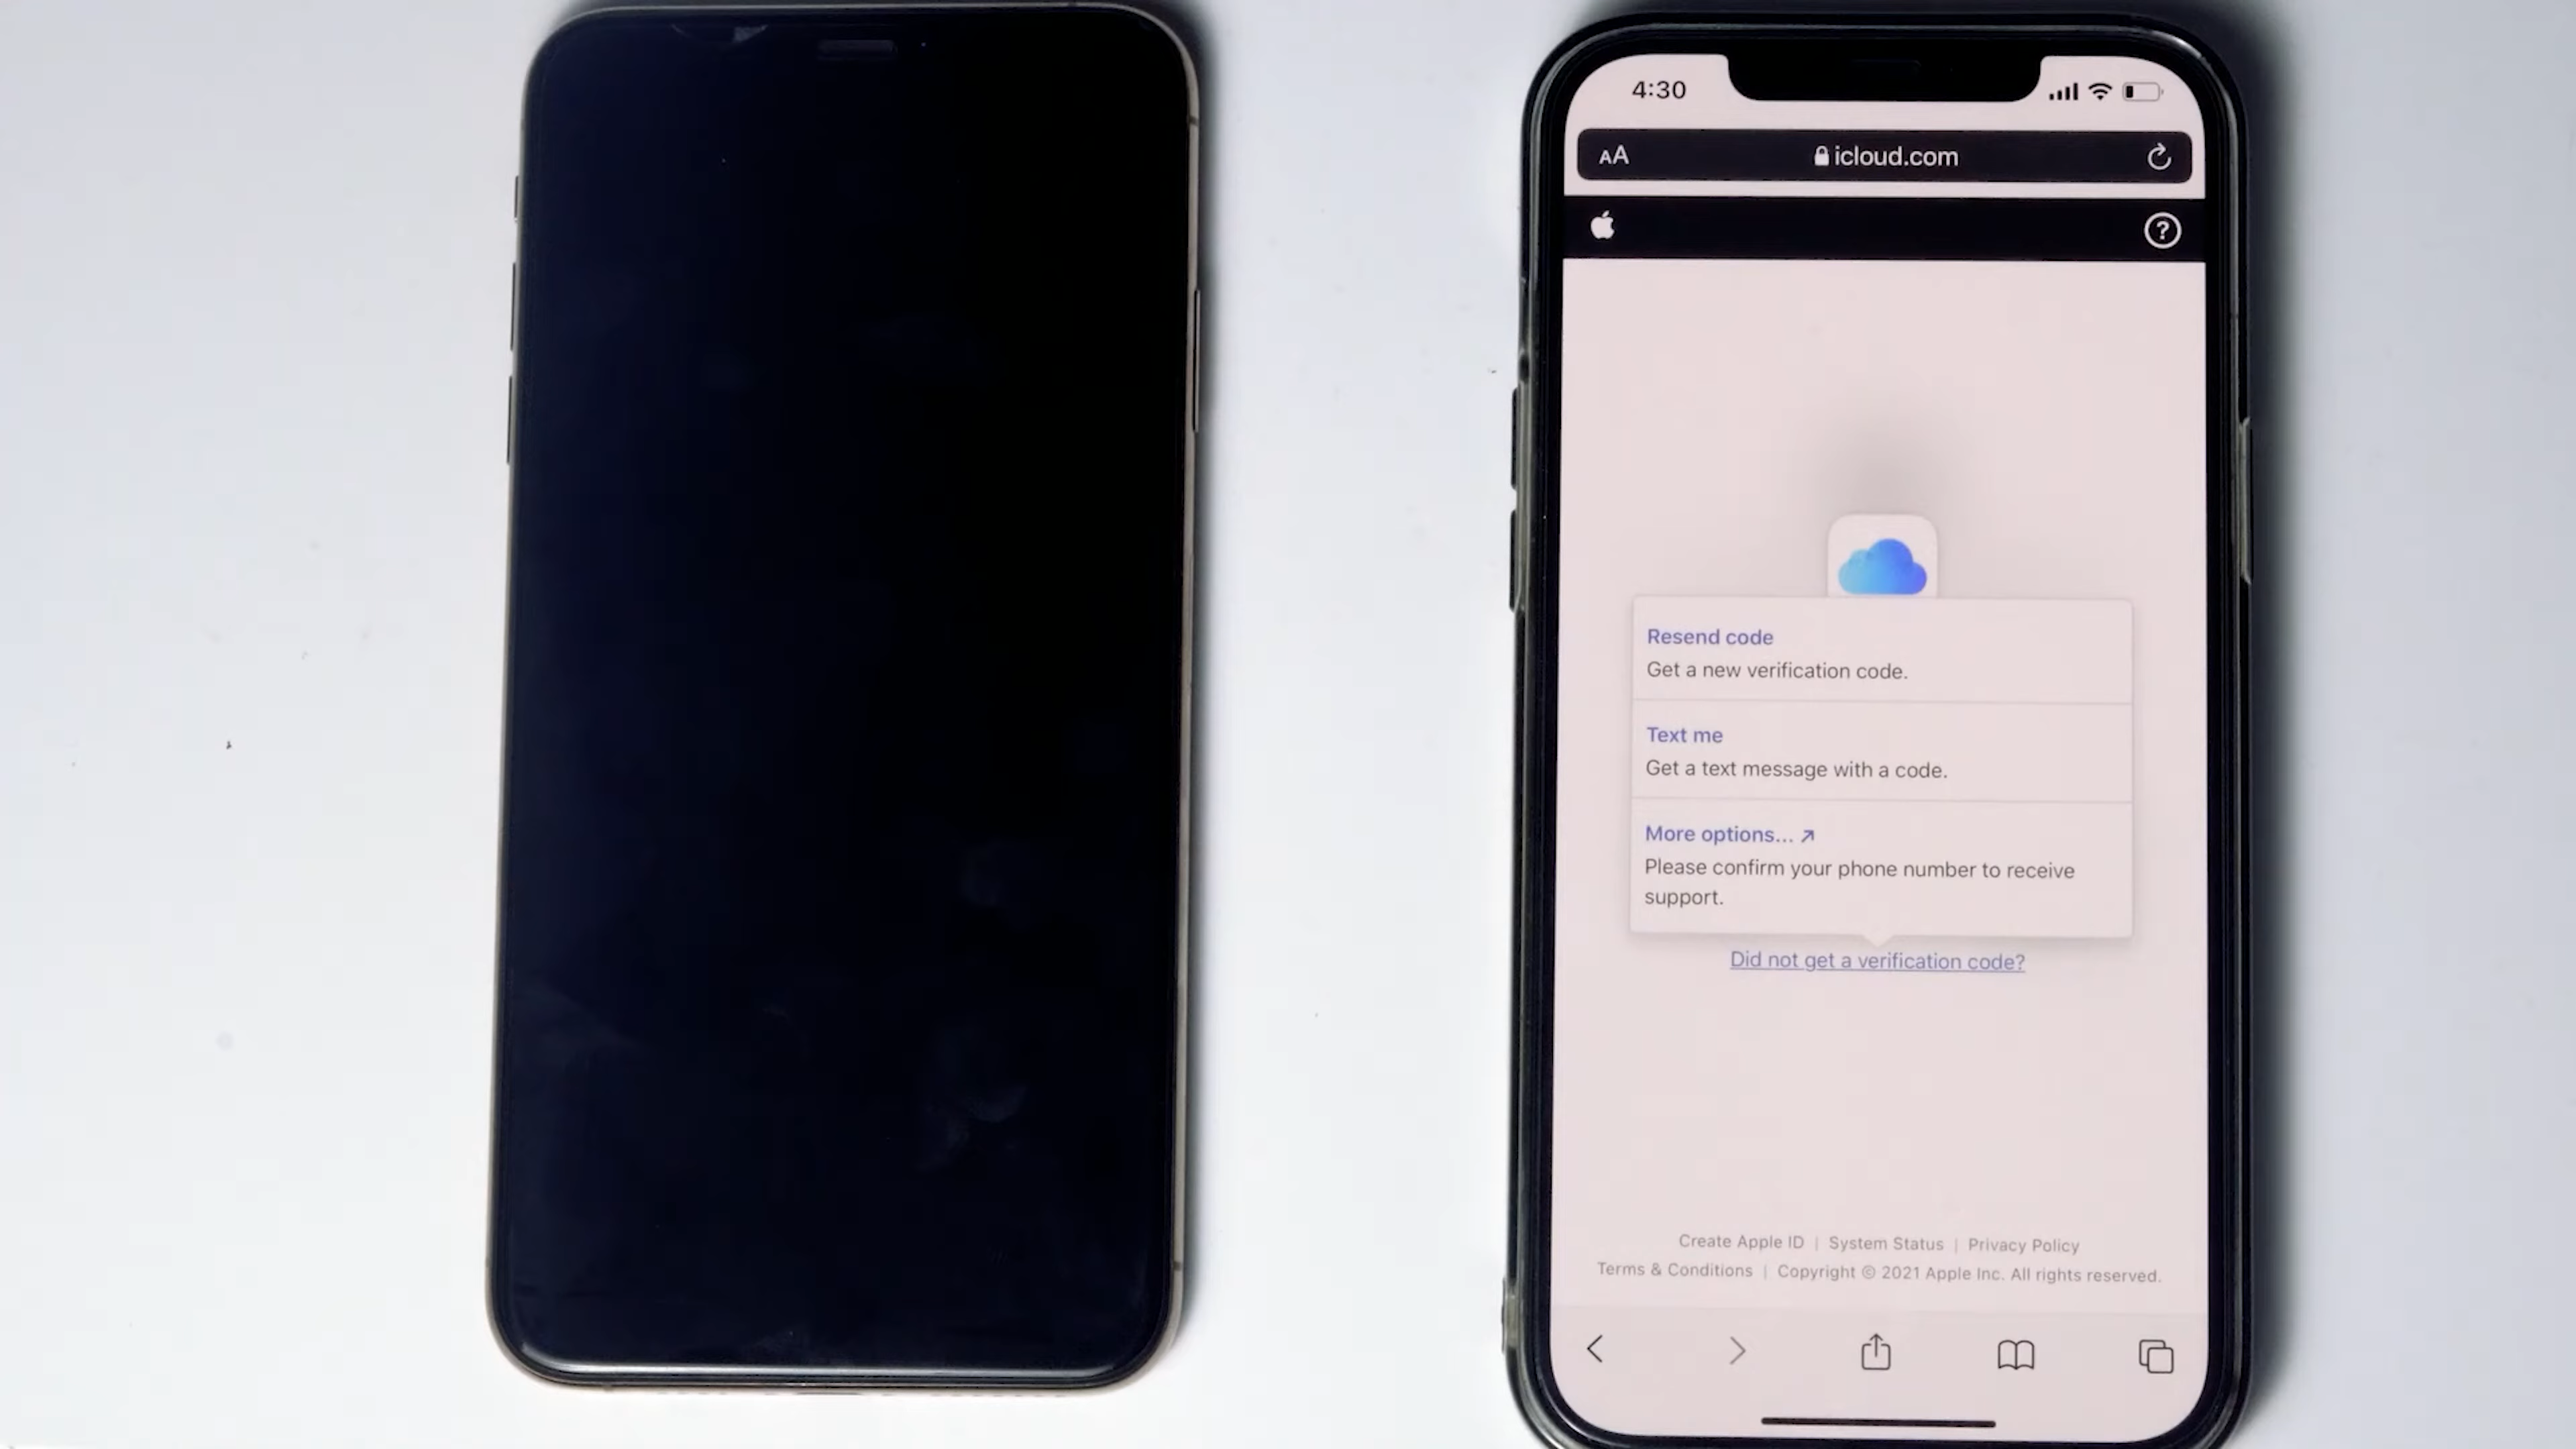 4:30
AA icloud.com
?
Resend code
Get a new verification code.
Text me
Get a text message with a code.
More options... ↗
Please confirm your phone number to receive
support.
Did not get a verification code?
Create Apple ID | System Status | Privacy Policy
Terms & Conditions | Copyright © 2021 Apple Inc. All rights reserved.